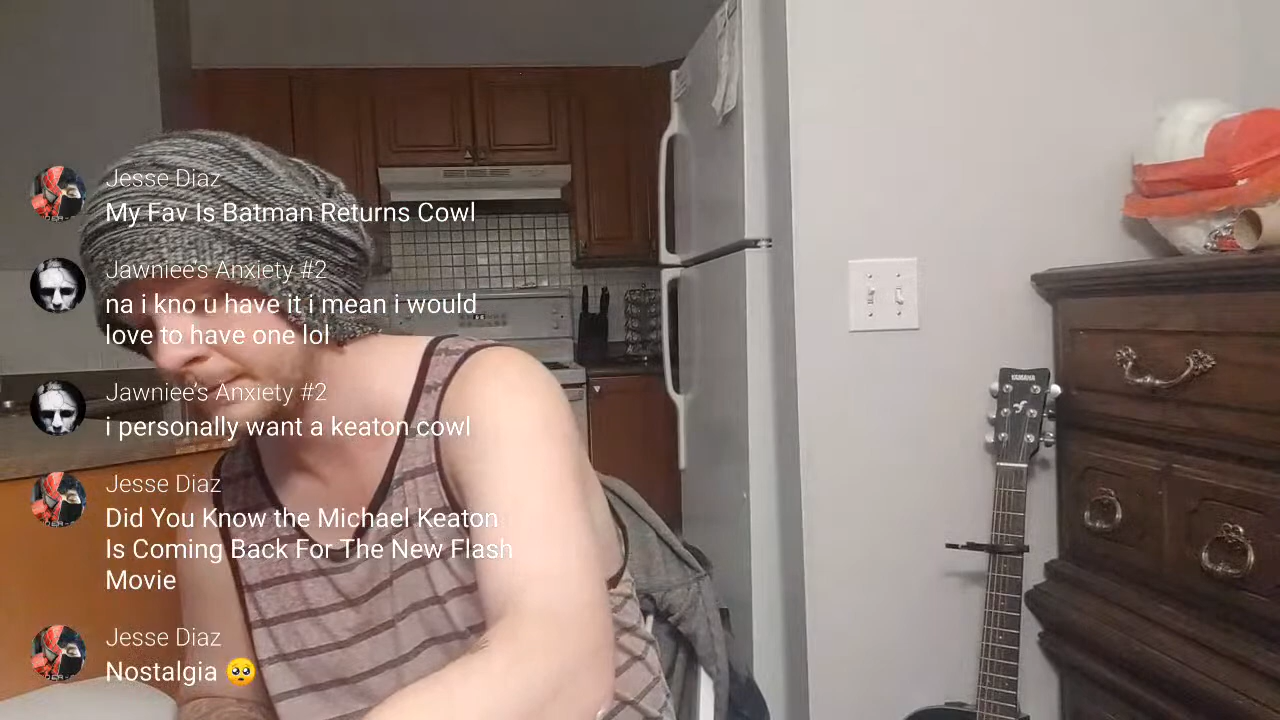 Jesse Diaz
My Fav Is Batman Returns Cowl
Jawniee's Anxiety #2
na i kno u have it i mean i would
love to have one lol
Jawniee's Anxiety #2
i personally want a keaton cowl
Jesse Diaz
Did You Know the Michael Keaton
Is Coming Back For The New Flash
Movie
Jesse Diaz
Nostalgia 🥺
YAMAHA